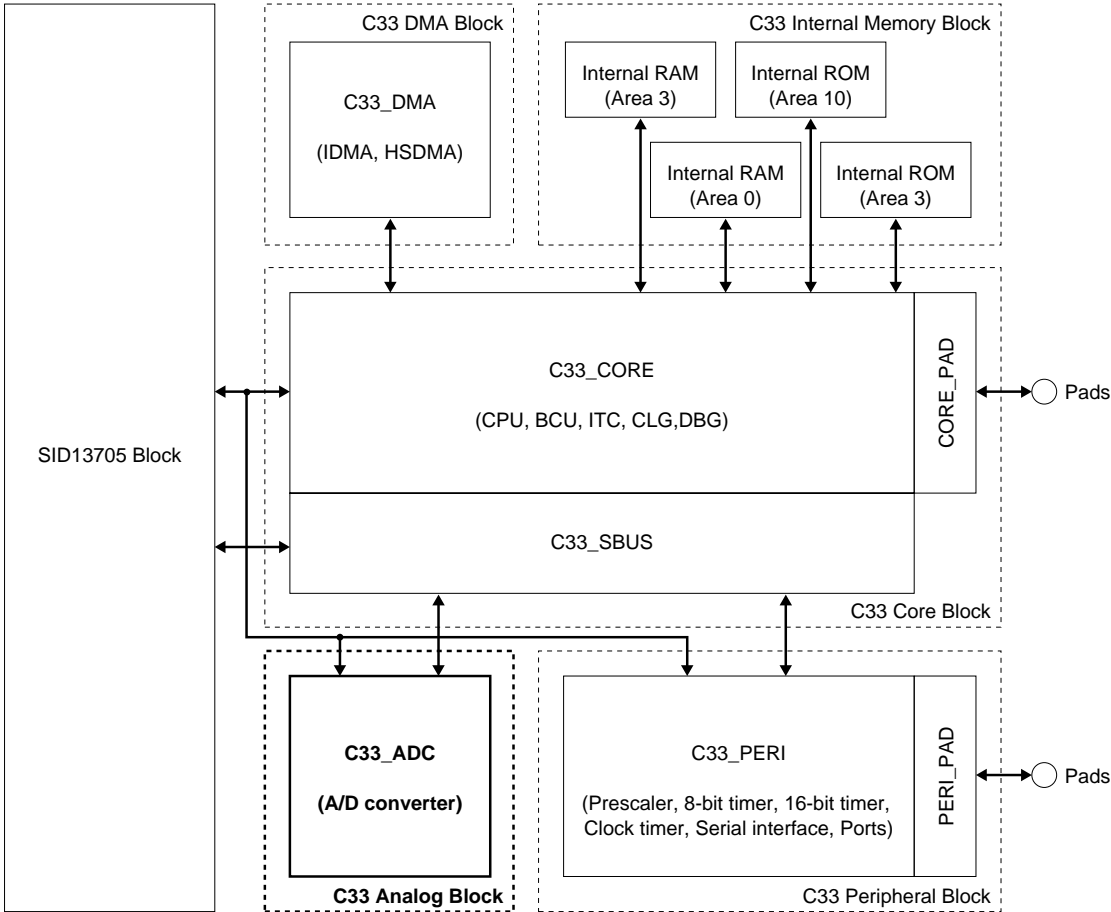 C33 DMA Block
C33 Internal Memory Block
C33_DMA
(IDMA, HSDMA)
Internal RAM
(Area 3)
Internal ROM
(Area 10)
Internal RAM
(Area 0)
Internal ROM
(Area 3)
SID13705 Block
C33_CORE
(CPU, BCU, ITC, CLG,DBG)
CORE_PAD
Pads
C33_SBUS
C33 Core Block
C33_ADC
(A/D converter)
C33 Analog Block
C33_PERI
(Prescaler, 8-bit timer, 16-bit timer,
Clock timer, Serial interface, Ports)
PERI_PAD
Pads
C33 Peripheral Block